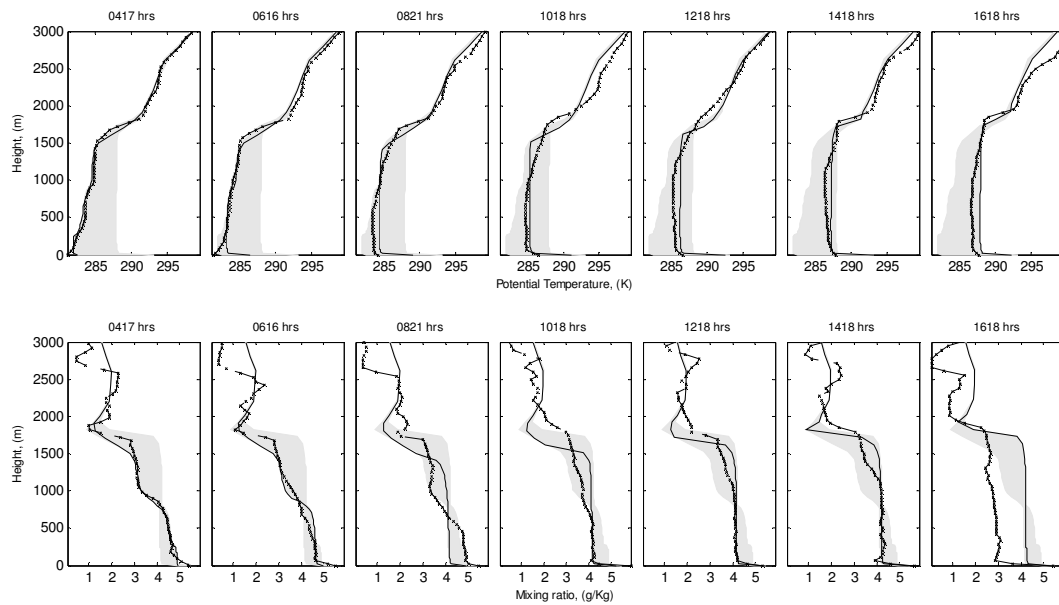 0417 hrs 0616 hrs 0821 hrs 1018 hrs 1218 hrs 1418 hrs 1618 hrs
3000
2500
2000
1500
1000
500
0
Height, (m)
285 290 295 285 290 295 285 290 295 285 290 295 285 290 295 285 290 295 285 290 295
Potential Temperature, (K)
0417 hrs 0616 hrs 0821 hrs 1018 hrs 1218 hrs 1418 hrs 1618 hrs
3000
2500
2000
1500
1000
500
0
Height, (m)
1 2 3 4 5 1 2 3 4 5 1 2 3 4 5 1 2 3 4 5 1 2 3 4 5 1 2 3 4 5 1 2 3 4 5
Mixing ratio, (g/Kg)